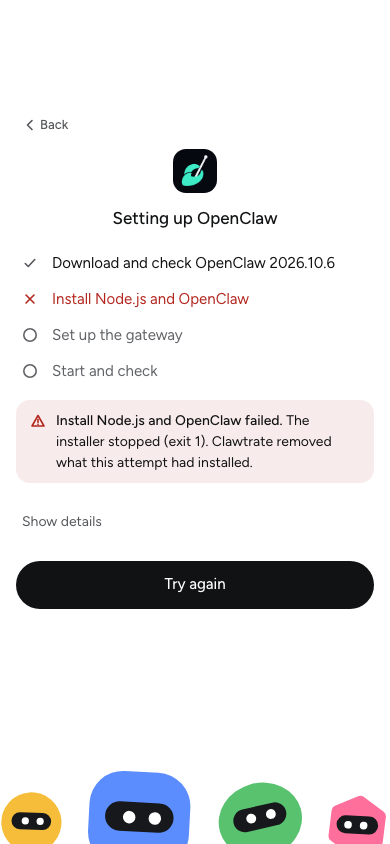 Back
Setting up OpenClaw
Download and check OpenClaw 2026.10.6
Install Node.js and OpenClaw
Set up the gateway
Start and check
Install Node.js and OpenClaw failed. The
installer stopped (exit 1). Clawtrate removed
what this attempt had installed.
Show details
Try again